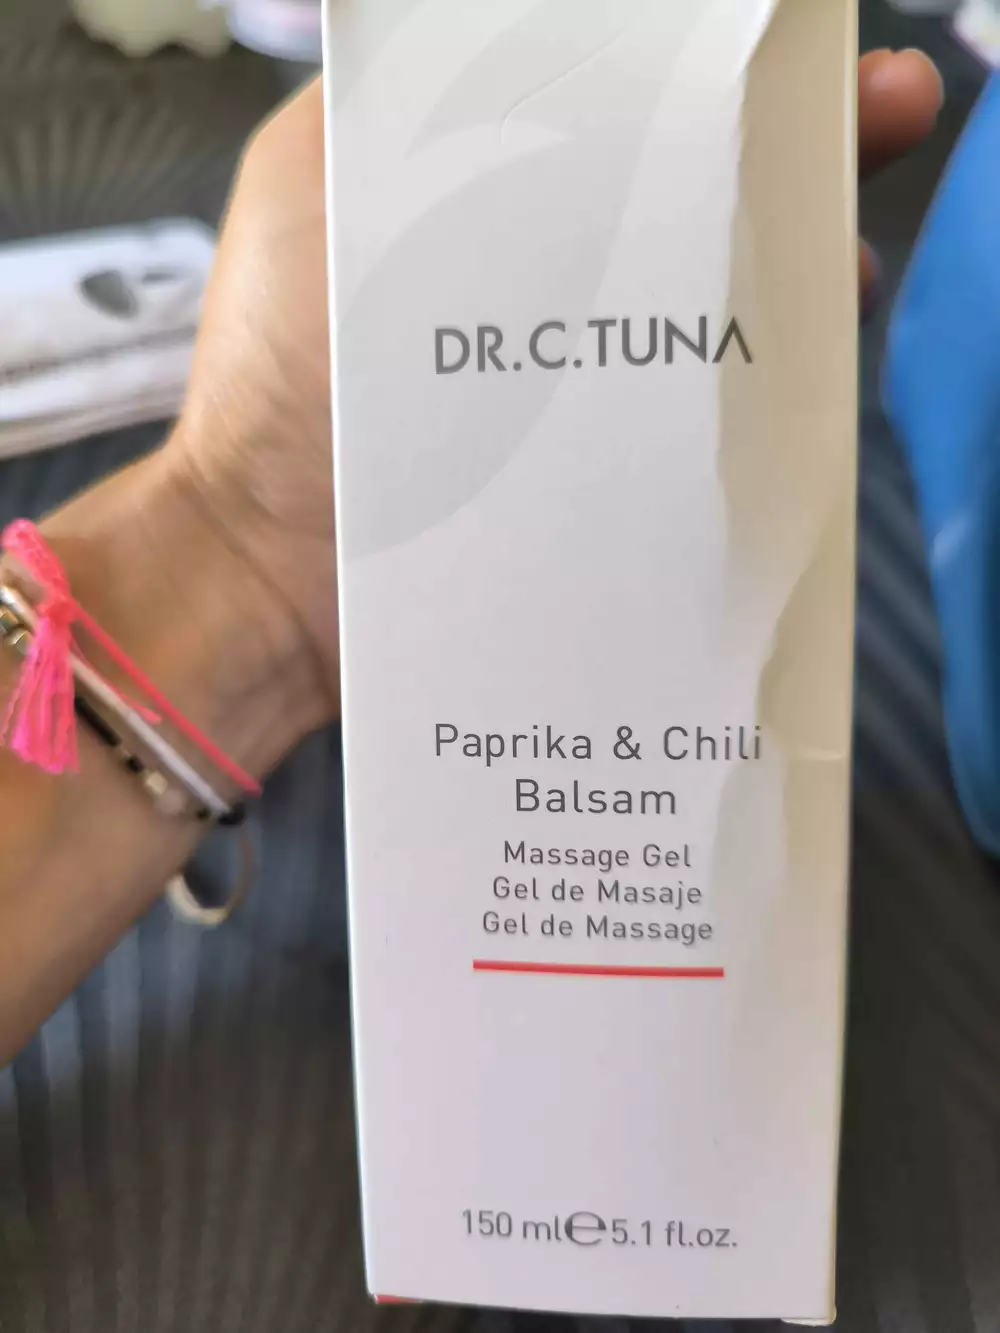 DR.C.TUNA
Paprika & Chili
Balsam
Massage Gel
Gel de Masaje
Gel de Massage
150 ml℮5.1 fl.oz.